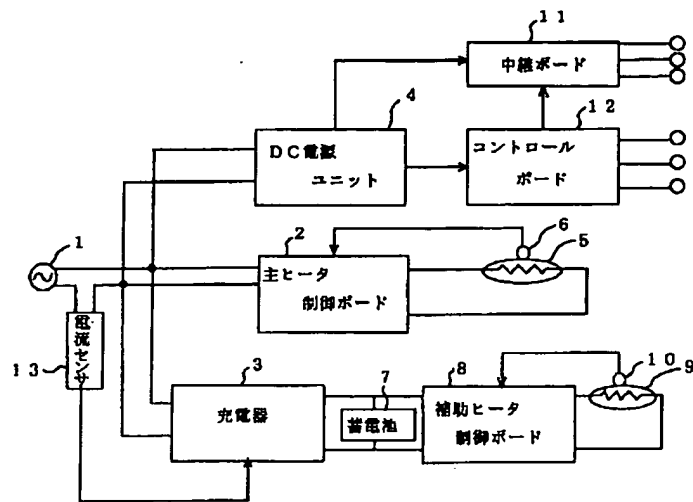 11
中継ボード
4
12
DC電源
ユニット
コントロール
ボード
6
5
1
2
主ヒータ
制御ボード
電流センサ
13
3
充電器
7
蓄電池
8
補助ヒータ
制御ボード
10
9